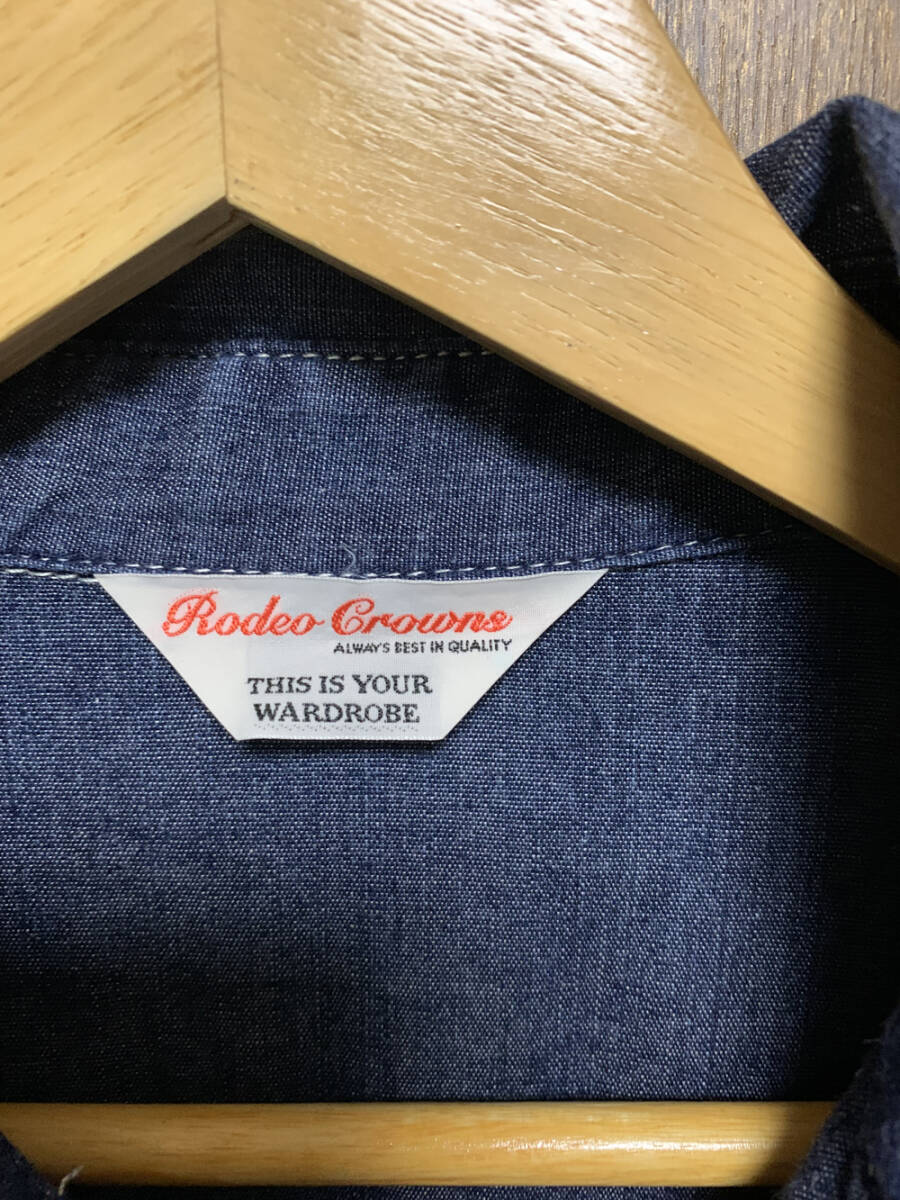 Rodeo Crowns
ALWAYS BEST IN QUALITY
THIS IS YOUR
WARDROBE